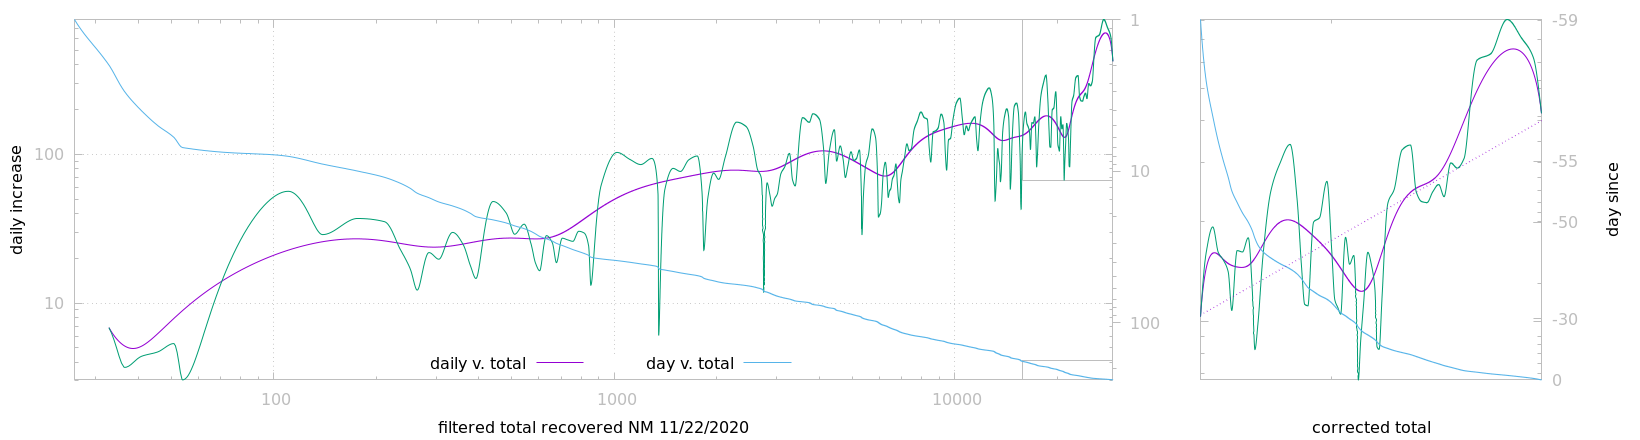 1
-59
daily increase
100
10
-55
-50
day since
10
100
-30
daily v. total
day v. total
0
100
1000
10000
filtered total recovered NM 11/22/2020
corrected total